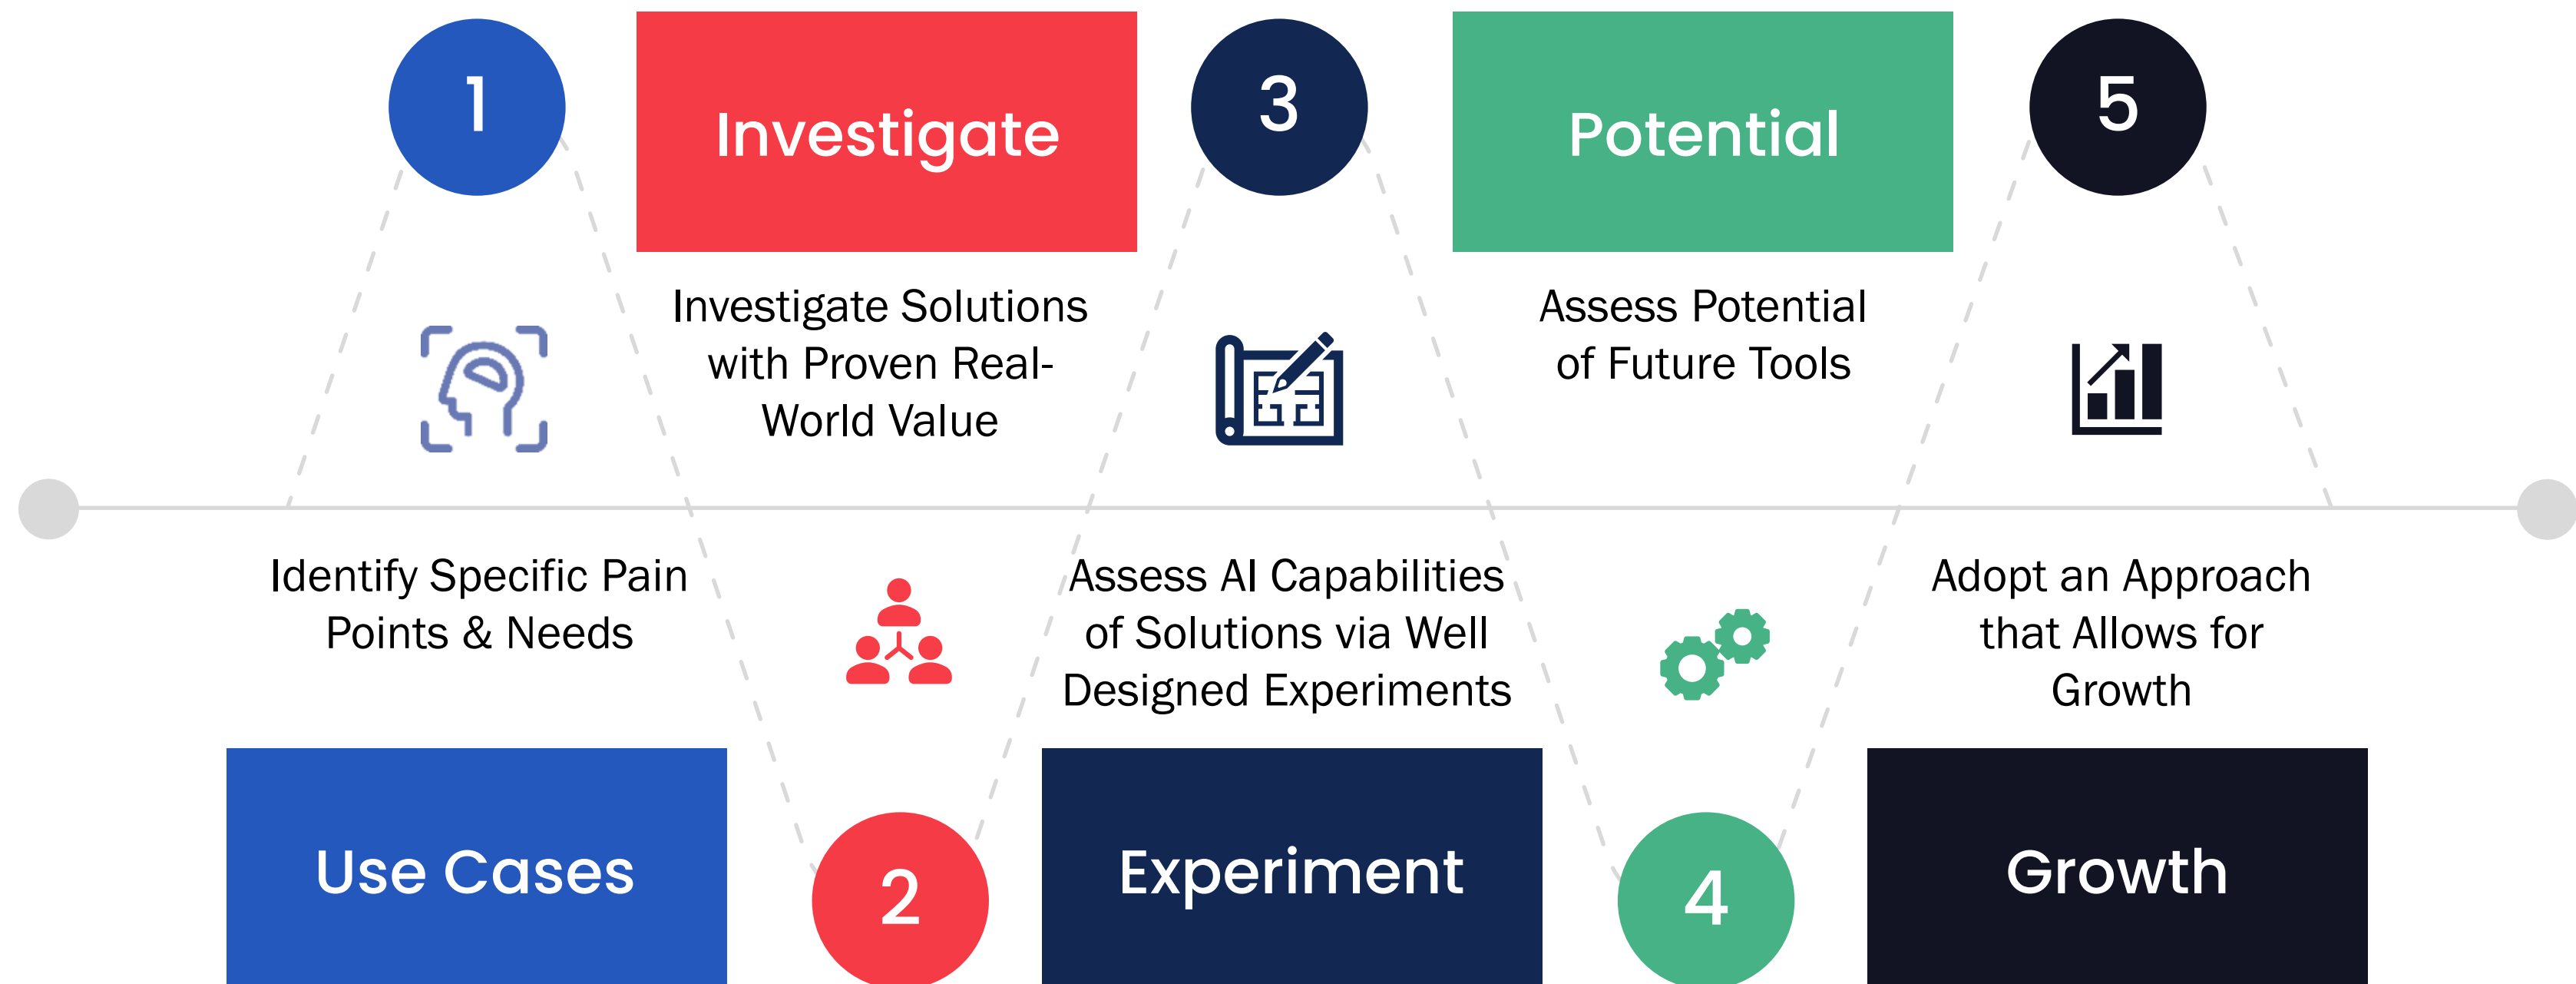 1
Use Cases
Identify Specific Pain
Points & Needs
2
Investigate
Investigate Solutions
with Proven Real-
World Value
3
Experiment
Assess AI Capabilities
of Solutions via Well
Designed Experiments
4
Potential
Assess Potential
of Future Tools
5
Growth
Adopt an Approach
that Allows for
Growth